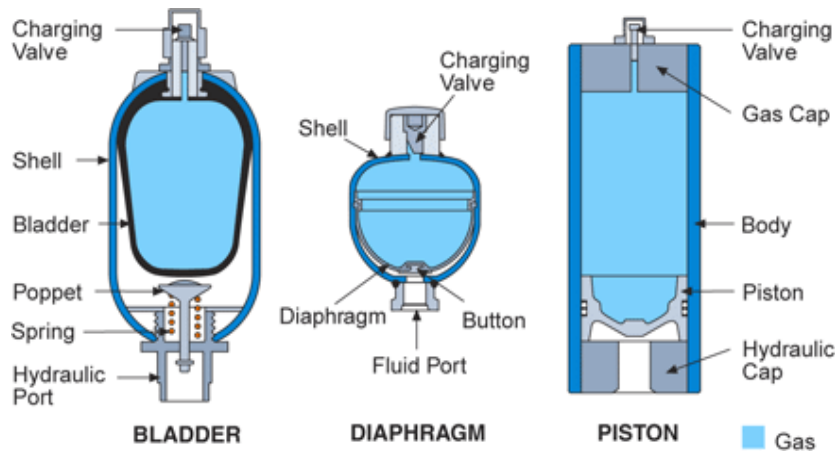 Charging
Valve
Shell
Bladder
Poppet
Spring
Hydraulic
Port
BLADDER
Charging
Valve
Shell
Diaphragm
Button
Fluid Port
DIAPHRAGM
Charging
Valve
Gas Cap
Body
Piston
Hydraulic
Cap
PISTON
Gas